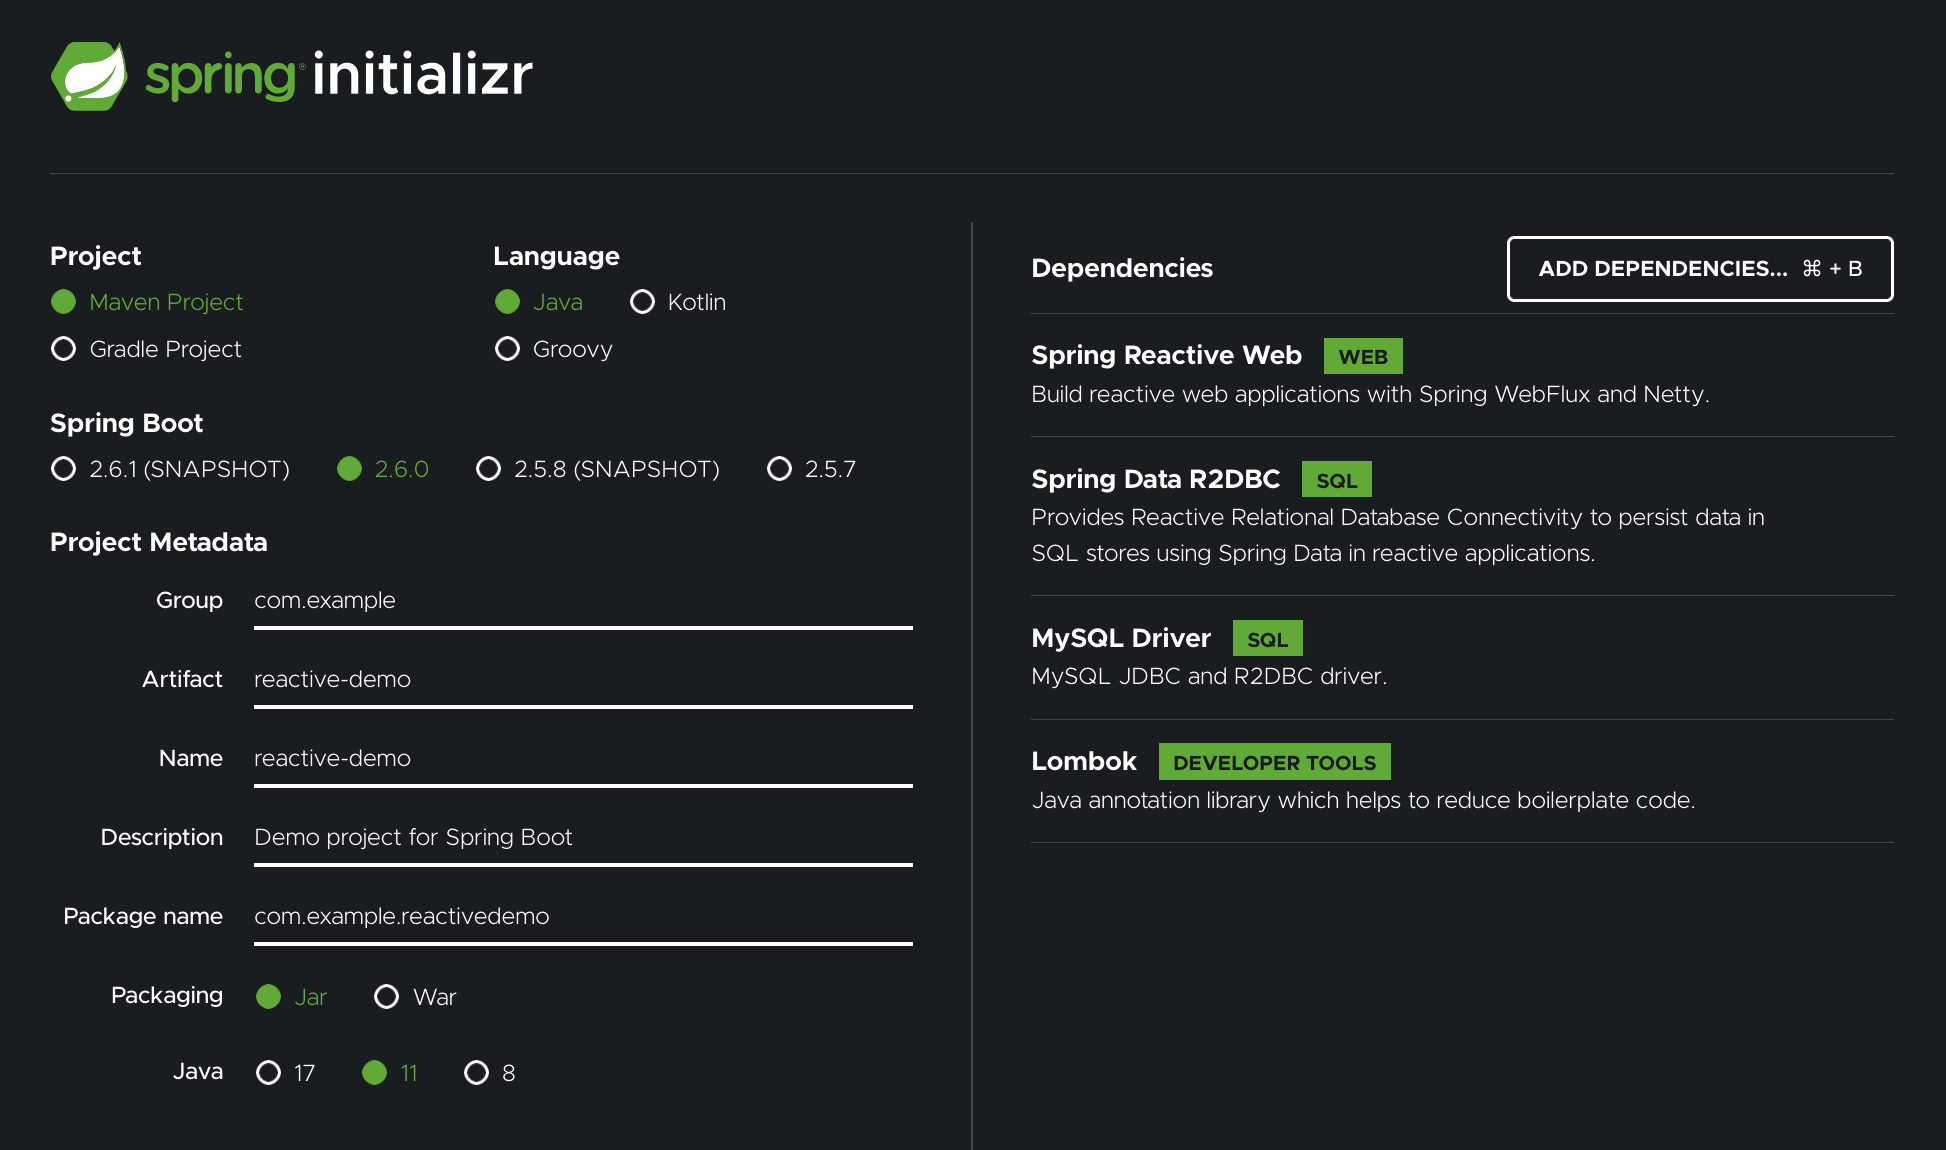 spring® initializr
Project
Maven Project
Gradle Project
Language
Java Kotlin
Groovy
Spring Boot
2.6.1 (SNAPSHOT) 2.6.0 2.5.8 (SNAPSHOT) 2.5.7
Project Metadata
Group com.example
Artifact reactive-demo
Name reactive-demo
Description Demo project for Spring Boot
Package name com.example.reactivedemo
Packaging Jar War
Java 17 11 8
Dependencies ADD DEPENDENCIES... ⌘ + B
Spring Reactive Web WEB
Build reactive web applications with Spring WebFlux and Netty.
Spring Data R2DBC SQL
Provides Reactive Relational Database Connectivity to persist data in
SQL stores using Spring Data in reactive applications.
MySQL Driver SQL
MySQL JDBC and R2DBC driver.
Lombok DEVELOPER TOOLS
Java annotation library which helps to reduce boilerplate code.